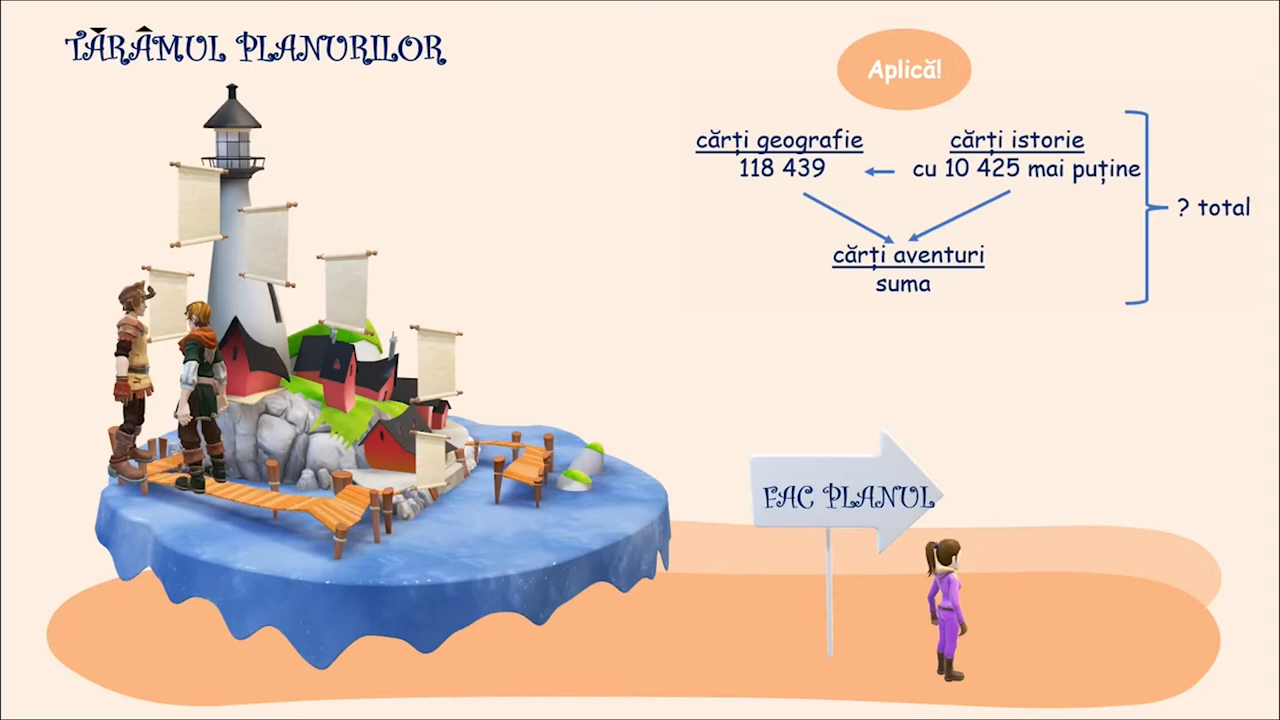 TĂRÂMUL PLANURILOR
Aplică!
cărți geografie
118 439
cărți istorie
cu 10 425 mai puține
? total
cărți aventuri
suma
FAC PLANUL